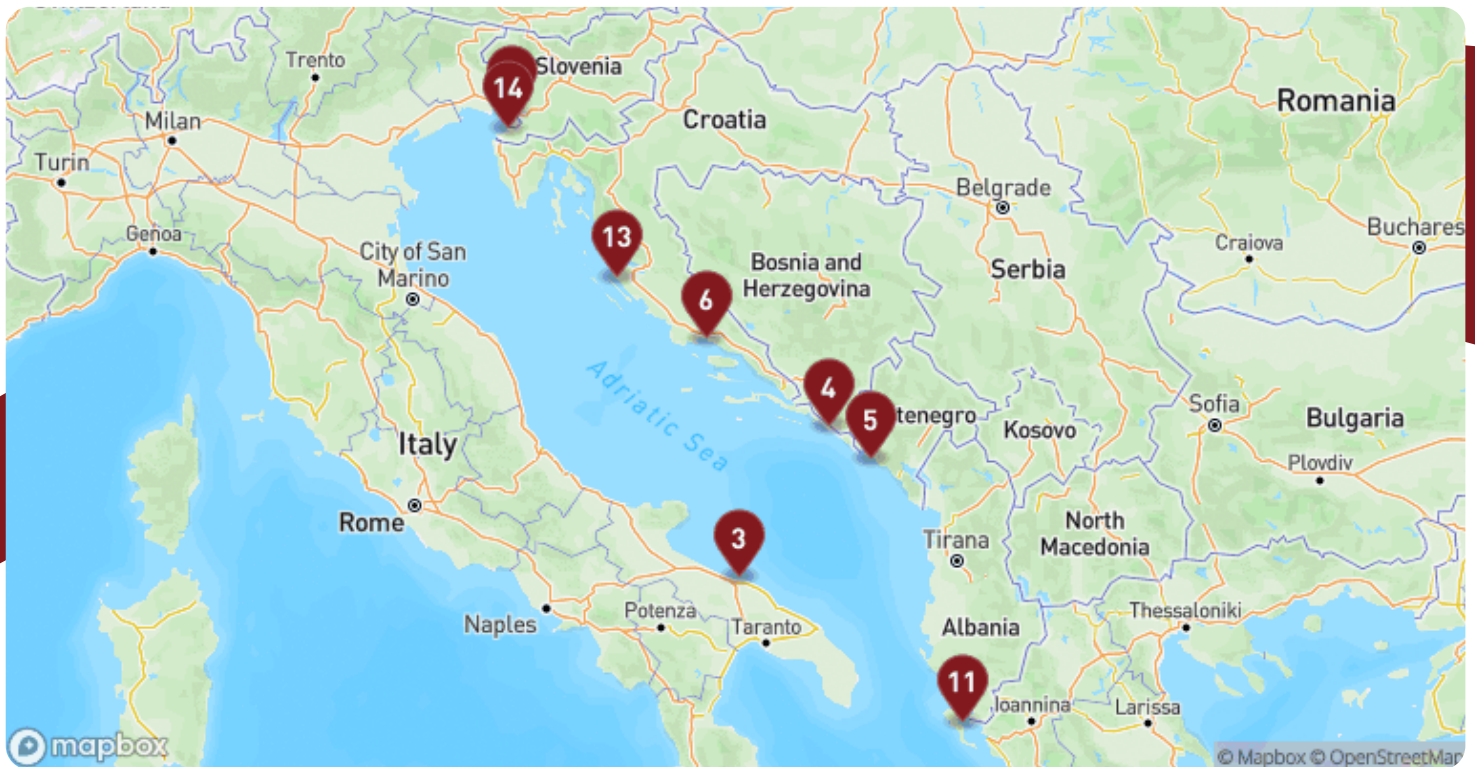 Trento
Slovenia
14
Milan
Croatia
Romania
Turin
Belgrade
Genoa
13
City of San
Marino
Bosnia and
Herzegovina
Serbia
Craiova
Buchares
6
Adriatic Sea
4
5
tenegro
Kosovo
Sofia
Bulgaria
Plovdiv
Italy
Rome
3
Tirana
North
Macedonia
Naples
Potenza
Taranto
Albania
Thessaloniki
11
Ioannina
Larissa
mapbox
© Mapbox © OpenStreetMap